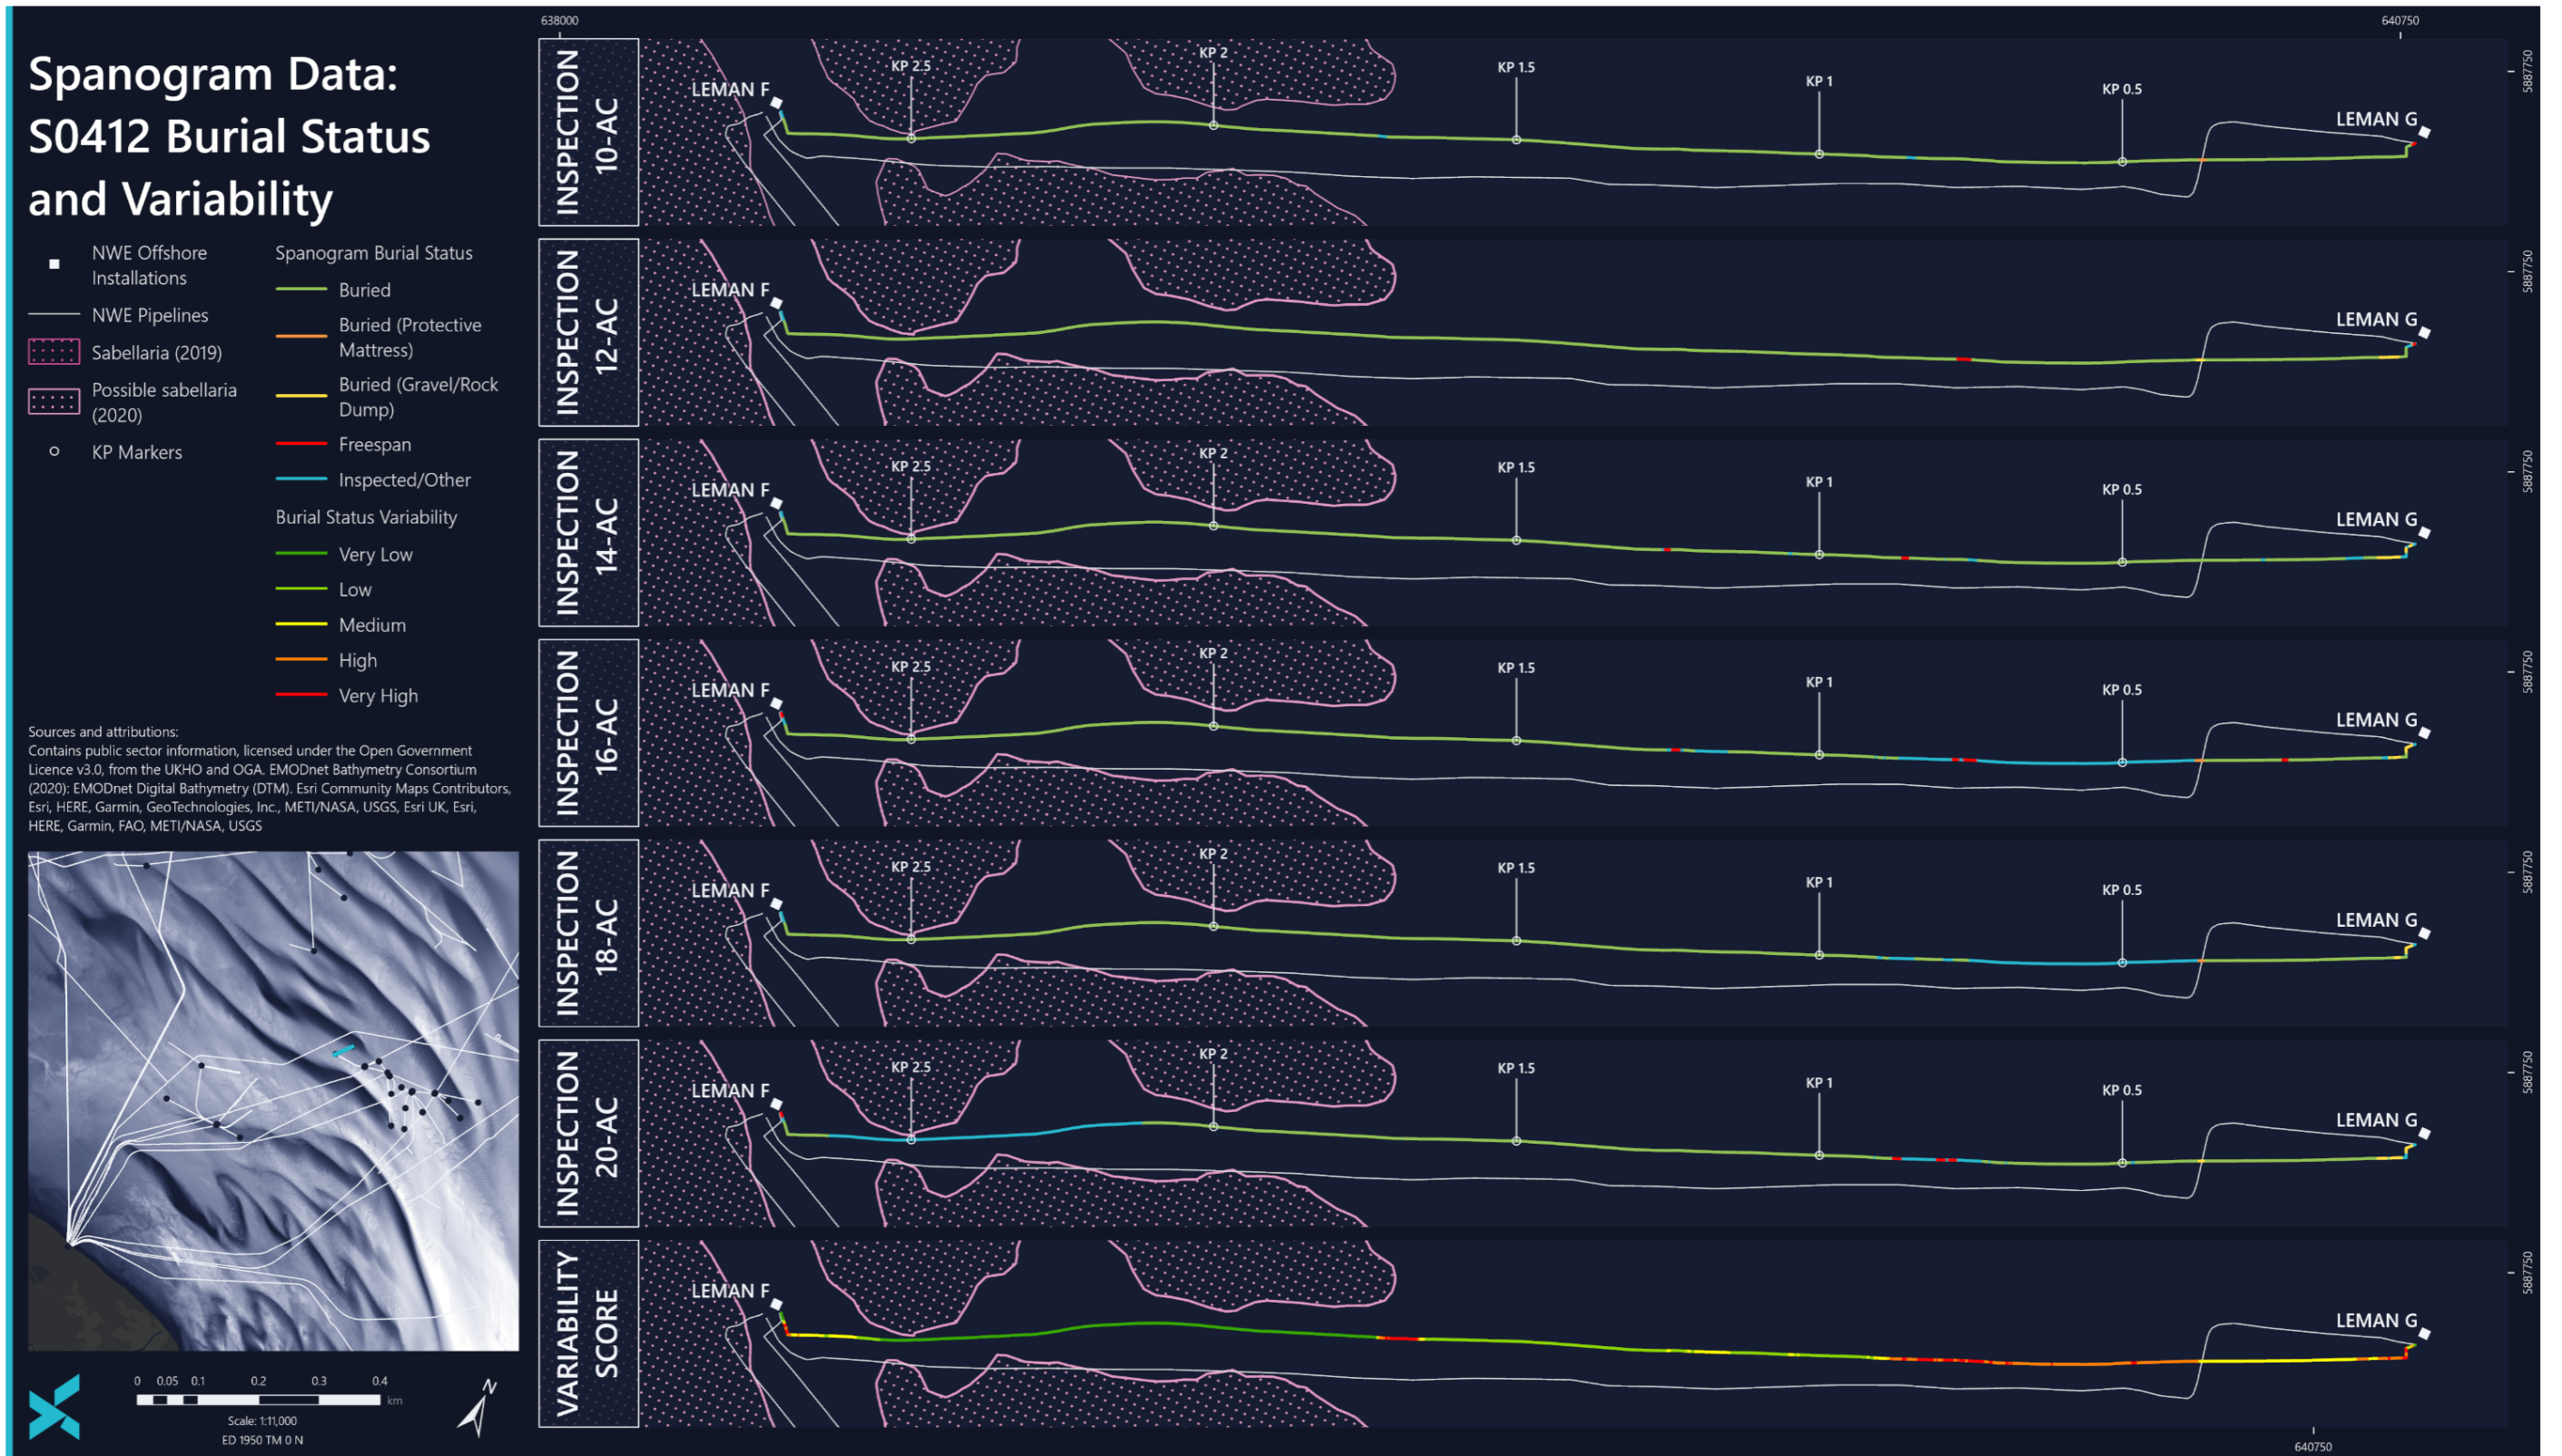 Spanogram Data:
S0412 Burial Status
and Variability
NWE Offshore
Installations
NWE Pipelines
Sabellaria (2019)
Possible sabellaria
(2020)
KP Markers
Spanogram Burial Status
Buried
Buried (Protective
Mattress)
Buried (Gravel/Rock
Dump)
Freespan
Inspected/Other
Burial Status Variability
Very Low
Low
Medium
High
Very High
Sources and attributions:
Contains public sector information, licensed under the Open Government
Licence v3.0, from the UKHO and OGA. EMODnet Bathymetry Consortium
(2020): EMODnet Digital Bathymetry (DTM). Esri Community Maps Contributors,
Esri, HERE, Garmin, GeoTechnologies, Inc., METI/NASA, USGS, Esri UK, Esri,
HERE, Garmin, FAO, METI/NASA, USGS
0 0.05 0.1 0.2 0.3 0.4
km
Scale: 1:11,000
ED 1950 TM 0 N
N
638000
640750
INSPECTION
10-AC
LEMAN F
KP 2.5
KP 2
KP 1.5
KP 1
KP 0.5
LEMAN G
5887750
INSPECTION
12-AC
LEMAN F
LEMAN G
5887750
INSPECTION
14-AC
LEMAN F
KP 2.5
KP 2
KP 1.5
KP 1
KP 0.5
LEMAN G
5887750
INSPECTION
16-AC
LEMAN F
KP 2.5
KP 2
KP 1.5
KP 1
KP 0.5
LEMAN G
5887750
INSPECTION
18-AC
LEMAN F
KP 2.5
KP 2
KP 1.5
KP 1
KP 0.5
LEMAN G
5887750
INSPECTION
20-AC
LEMAN F
KP 2.5
KP 2
KP 1.5
KP 1
KP 0.5
LEMAN G
5887750
VARIABILITY
SCORE
LEMAN F
LEMAN G
5887750
640750